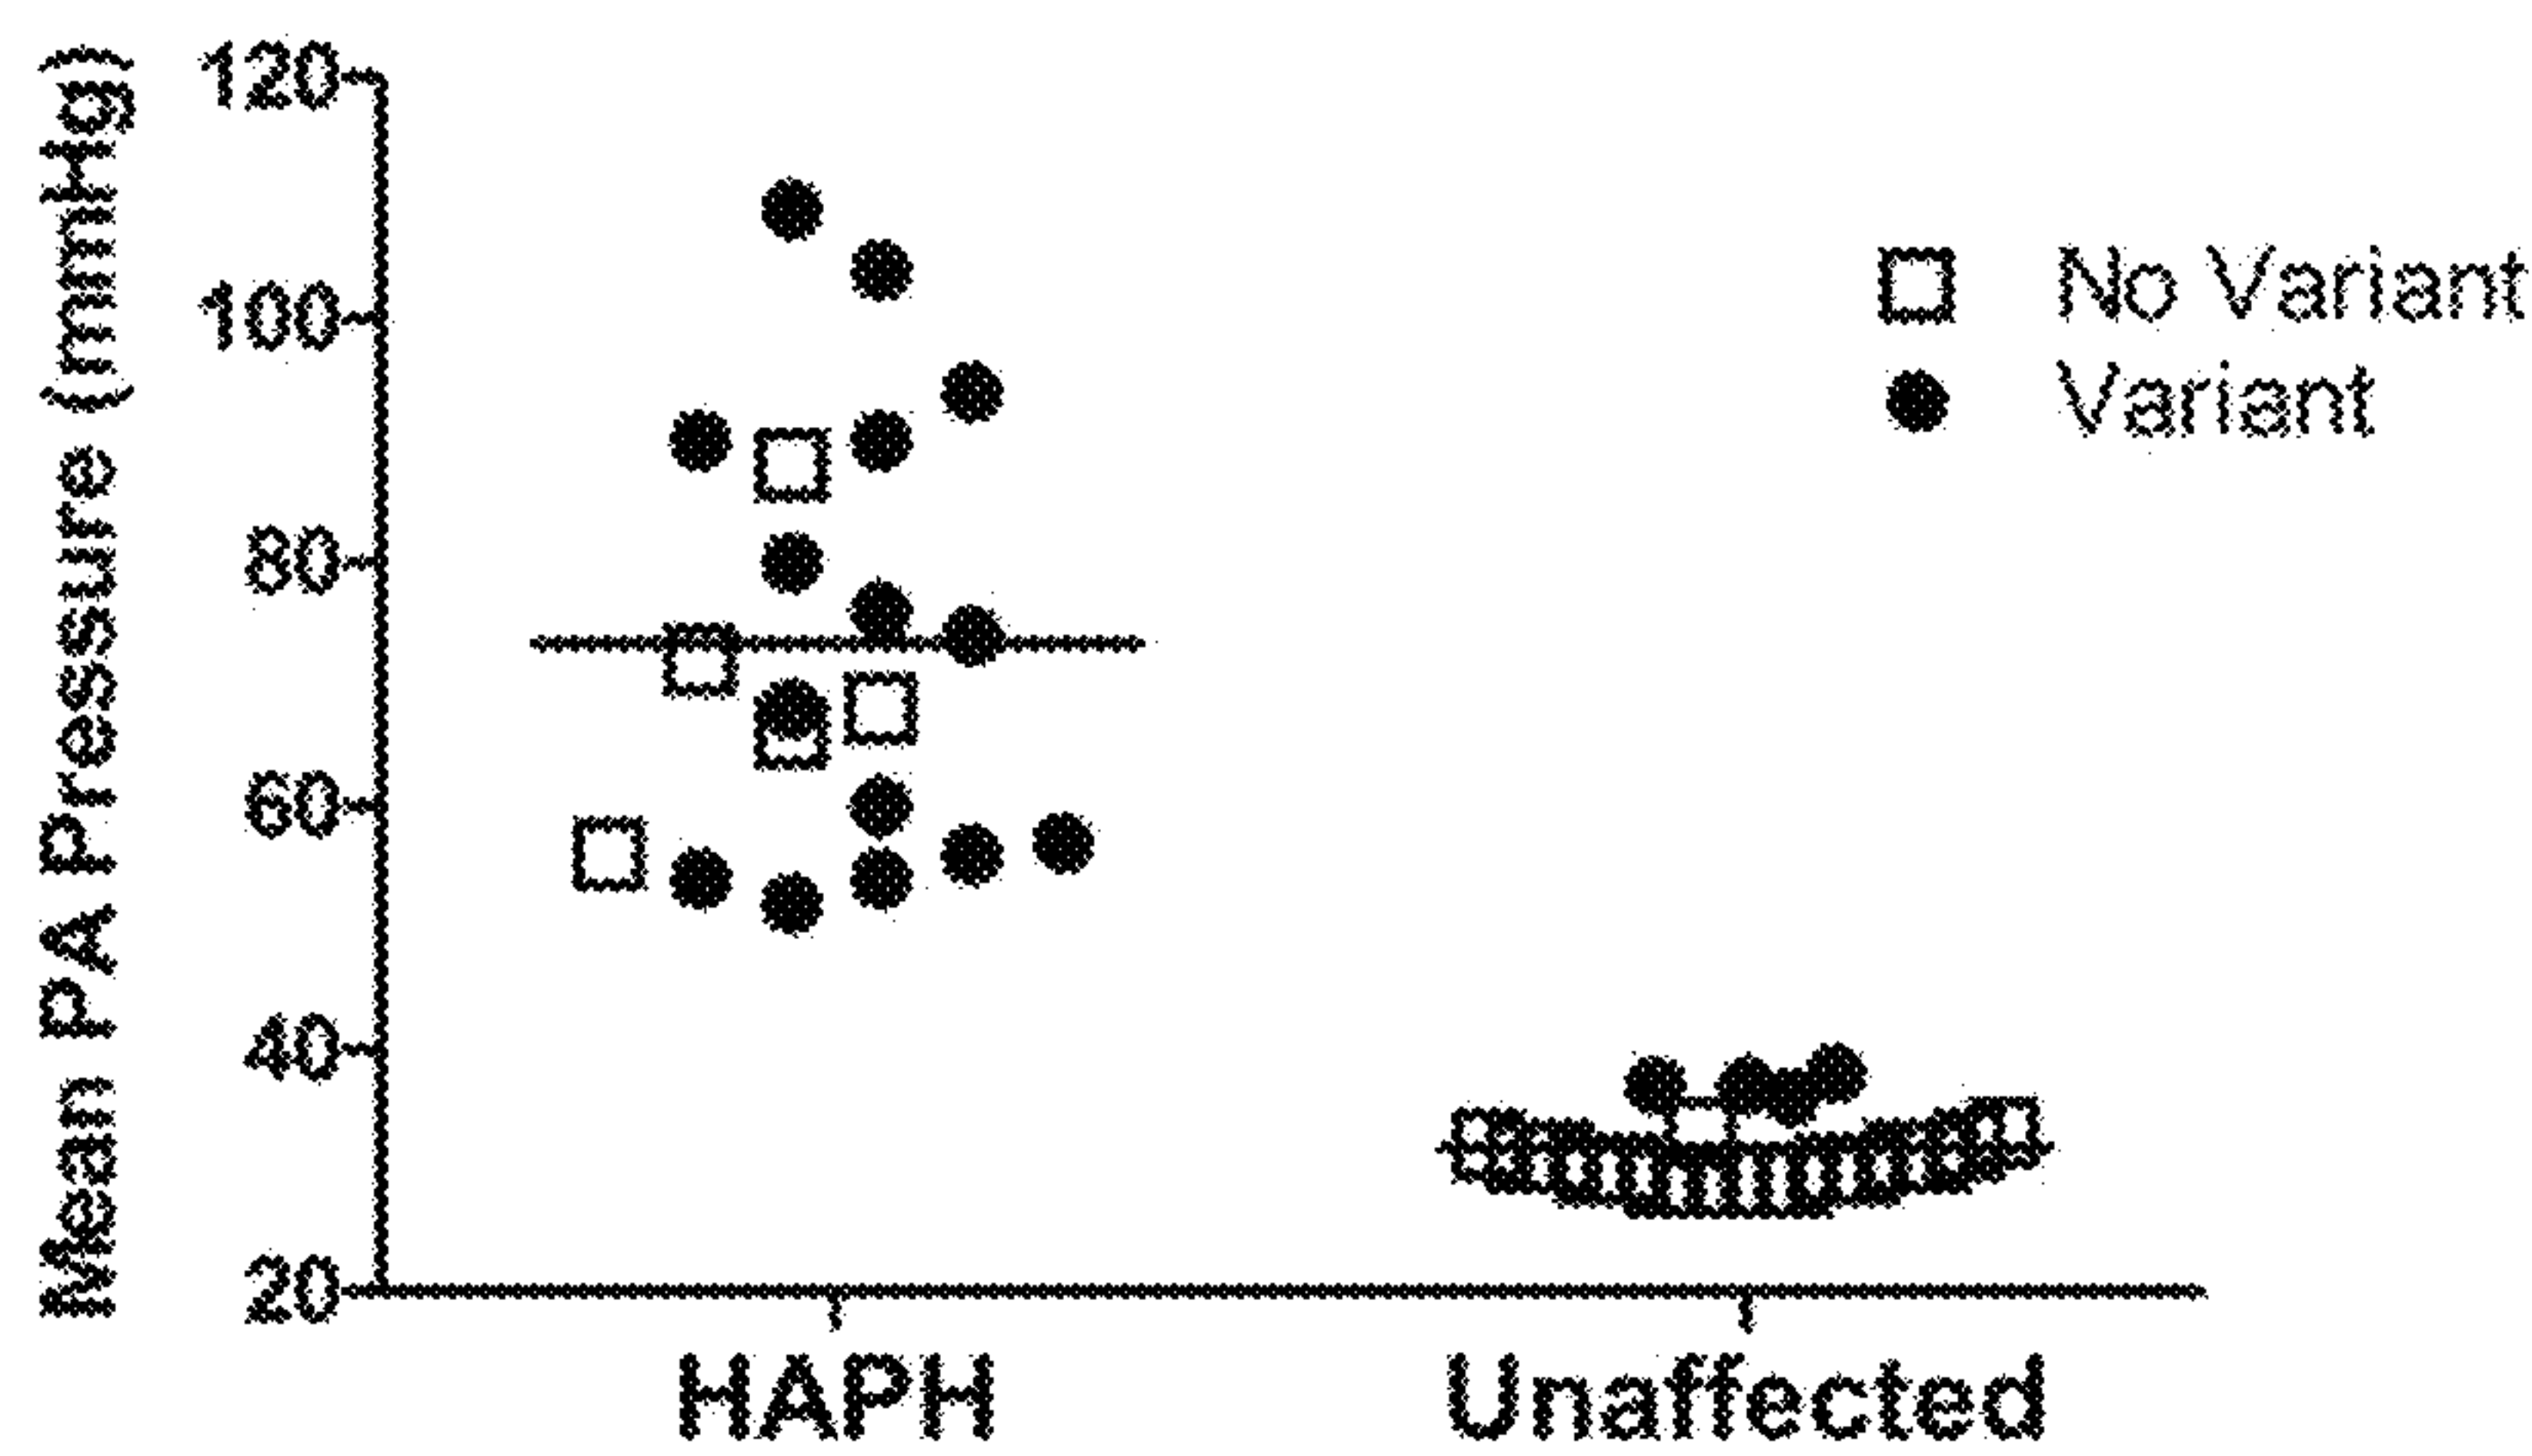 Mean PA Pressure (mmHg)
120
100
80
60
40
20
No Variant
Variant
HAPH
Unaffected